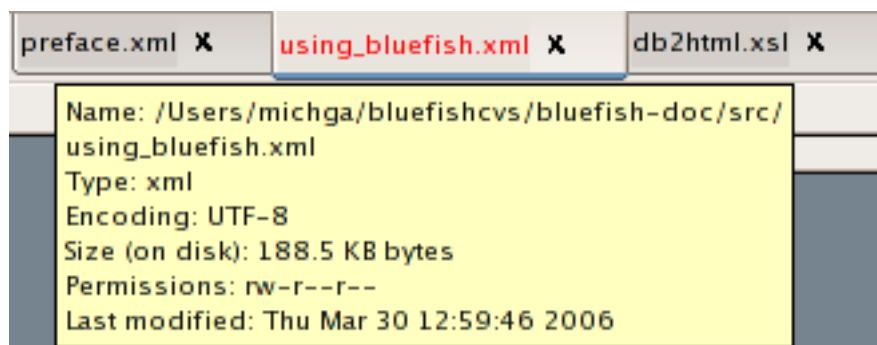 preface.xml X using_bluefish.xml X db2html.xsl X
Name: /Users/michga/bluefishcvs/bluefish-doc/src/
using_bluefish.xml
Type: xml
Encoding: UTF-8
Size (on disk): 188.5 KB bytes
Permissions: rw-r--r--
Last modified: Thu Mar 30 12:59:46 2006